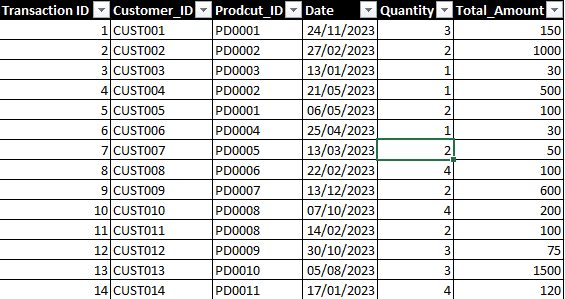 Transaction ID Customer_ID Prodcut_ID Date Quantity Total_Amount
1 CUST001 PD0001 24/11/2023 3 150
2 CUST002 PD0002 27/02/2023 2 1000
3 CUST003 PD0003 13/01/2023 1 30
4 CUST004 PD0002 21/05/2023 1 500
5 CUST005 PD0001 06/05/2023 2 100
6 CUST006 PD0004 25/04/2023 1 30
7 CUST007 PD0005 13/03/2023 2 50
8 CUST008 PD0006 22/02/2023 4 100
9 CUST009 PD0007 13/12/2023 2 600
10 CUST010 PD0008 07/10/2023 4 200
11 CUST011 PD0008 14/02/2023 2 100
12 CUST012 PD0009 30/10/2023 3 75
13 CUST013 PD0010 05/08/2023 3 1500
14 CUST014 PD0011 17/01/2023 4 120